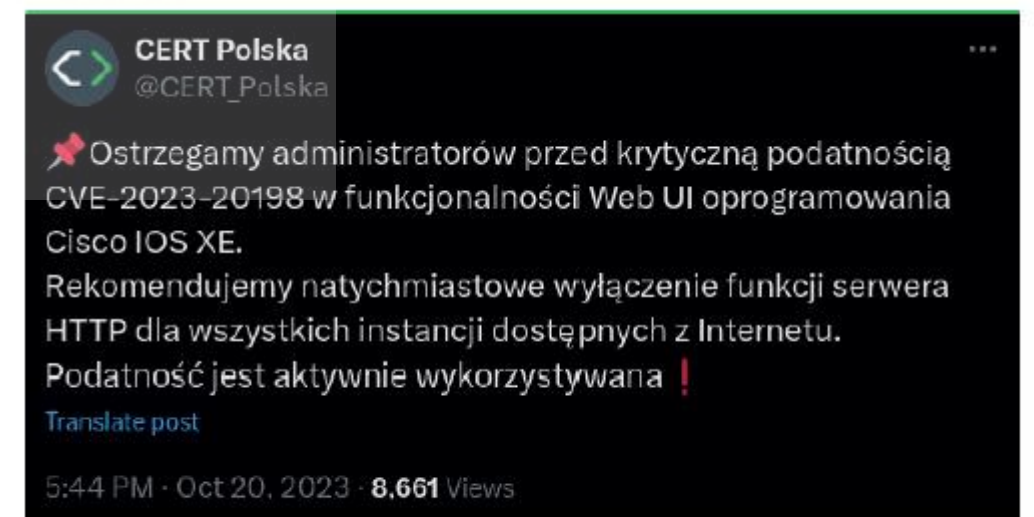 CERT Polska
@CERT_Polska
📌Ostrzegamy administratorów przed krytyczną podatnością
CVE-2023-20198 w funkcjonalności Web UI oprogramowania
Cisco IOS XE.
Rekomendujemy natychmiastowe wyłączenie funkcji serwera
HTTP dla wszystkich instancji dostępnych z Internetu.
Podatność jest aktywnie wykorzystywana❗
Translate post
5:44 PM · Oct 20, 2023 · 8,661 Views